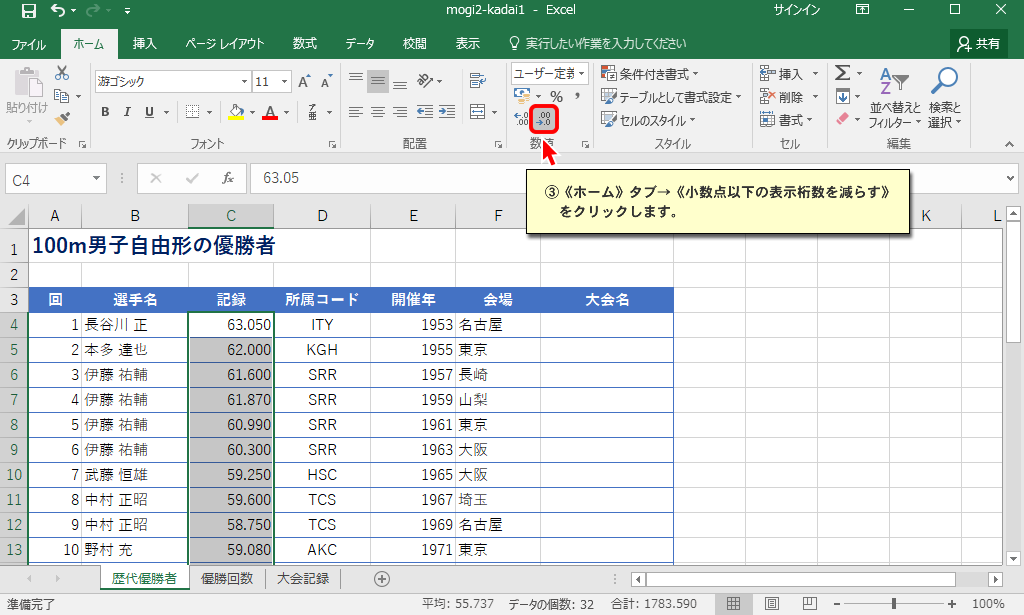 mogi2-kadai1 - Excel サインイン
ファイル ホーム 挿入 ページ レイアウト 数式 データ 校閲 表示 実行したい作業を入力してください 共有
貼り付け 游ゴシック 11 A A ユーザー定義 条件付き書式 挿入 Σ 並べ替えと 検索と
B I U A 亜 % , テーブルとして書式設定 削除 フィルター 選択
←.0 .00 .00 →.0 セルのスタイル 書式
クリップボード フォント 配置 数値 スタイル セル 編集
C4 fx 63.05
③《ホーム》タブ→《小数点以下の表示桁数を減らす》
をクリックします。
A B C D E F K L
1 100m男子自由形の優勝者
2
3 回 選手名 記録 所属コード 開催年 会場 大会名
4 1 長谷川 正 63.050 ITY 1953 名古屋
5 2 本多 達也 62.000 KGH 1955 東京
6 3 伊藤 祐輔 61.600 SRR 1957 長崎
7 4 伊藤 祐輔 61.870 SRR 1959 山梨
8 5 伊藤 祐輔 60.990 SRR 1961 東京
9 6 伊藤 祐輔 60.300 SRR 1963 大阪
10 7 武藤 恒雄 59.250 HSC 1965 大阪
11 8 中村 正昭 59.600 TCS 1967 埼玉
12 9 中村 正昭 58.750 TCS 1969 名古屋
13 10 野村 充 59.080 AKC 1971 東京
歴代優勝者 優勝回数 大会記録
準備完了 平均: 55.737 データの個数: 32 合計: 1783.590 100%